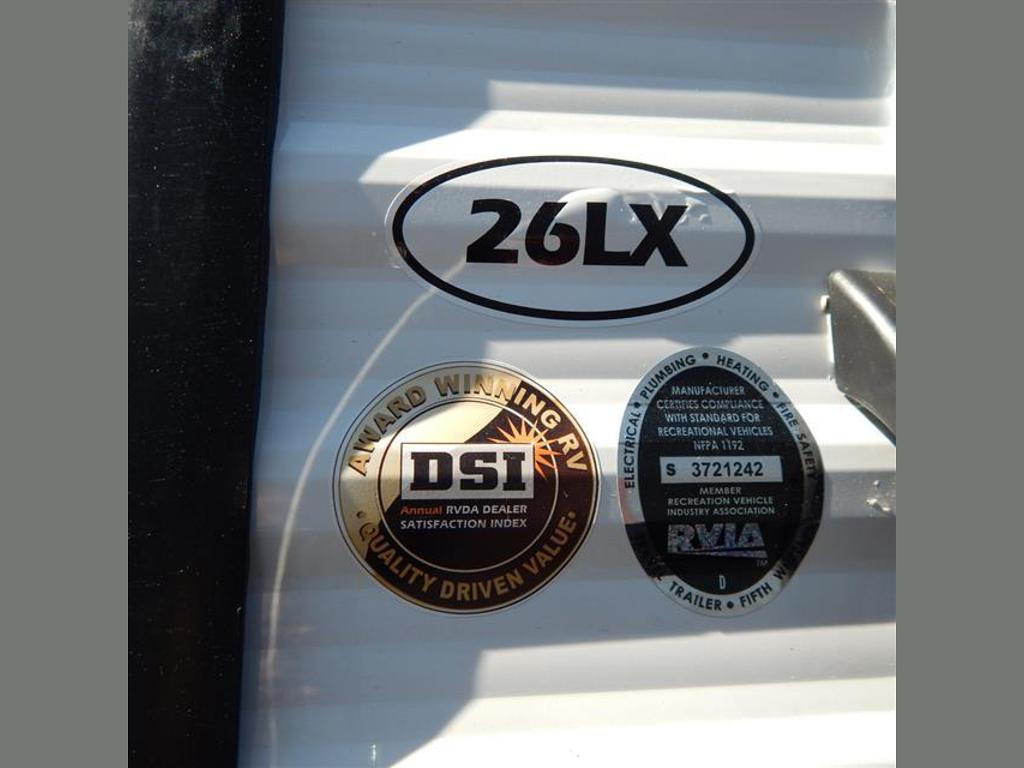 26LX
AWARD WINNING RV
DSI
Annual RVDA DEALER
SATISFACTION INDEX
• QUALITY DRIVEN VALUE •
ELECTRICAL • PLUMBING • HEATING • FIRE SAFETY
MANUFACTURER
CERTIFIES COMPLIANCE
WITH STANDARD FOR
RECREATIONAL VEHICLES
NFPA 1192
S 3721242
MEMBER
RECREATION VEHICLE
INDUSTRY ASSOCIATION
RVIA
TM
D
TRAILER • FIFTH